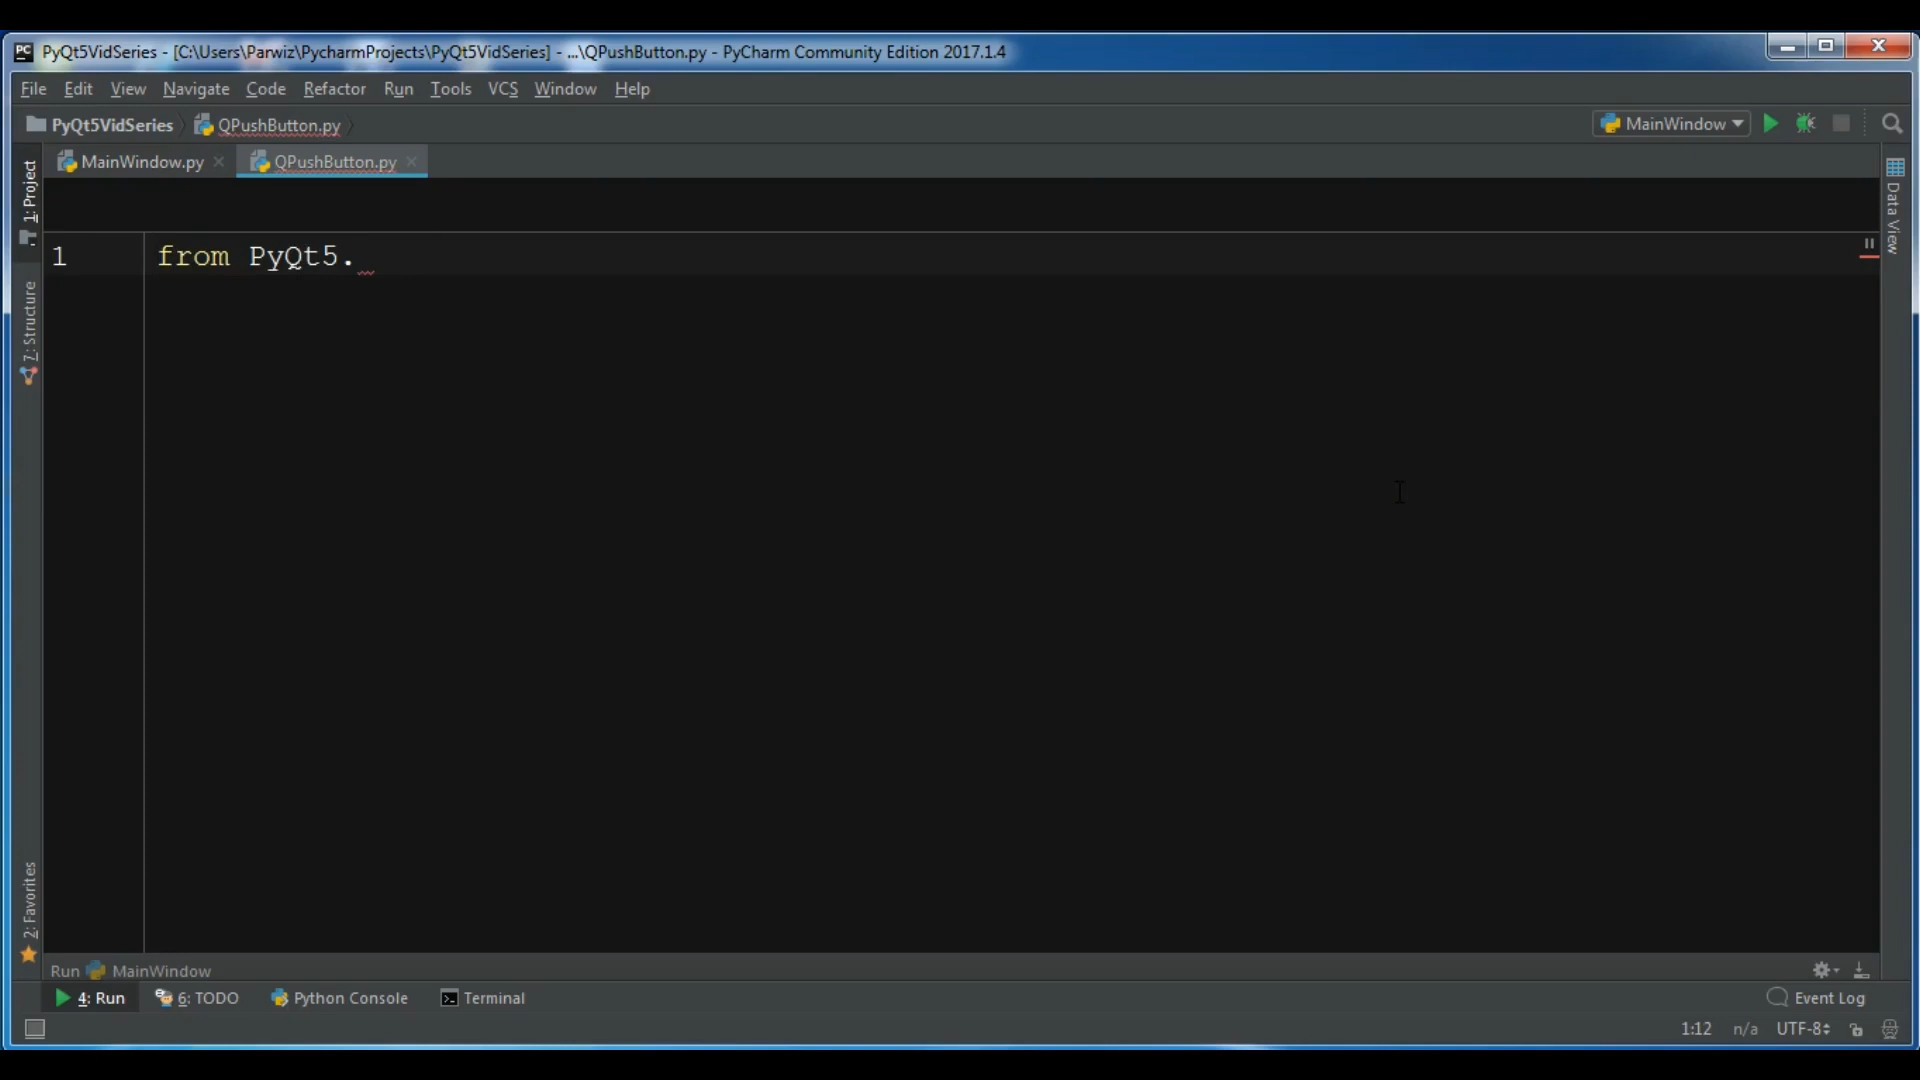 PC PyQt5VidSeries - [C:\Users\Parwiz\PycharmProjects\PyQt5VidSeries] - ...\QPushButton.py - PyCharm Community Edition 2017.1.4
File Edit View Navigate Code Refactor Run Tools VCS Window Help
PyQt5VidSeries QPushButton.py MainWindow
MainWindow.py QPushButton.py
1: Project
7: Structure
2: Favorites
Data View
1 from PyQt5.
Run MainWindow
4: Run 6: TODO Python Console Terminal Event Log
1:12 n/a UTF-8